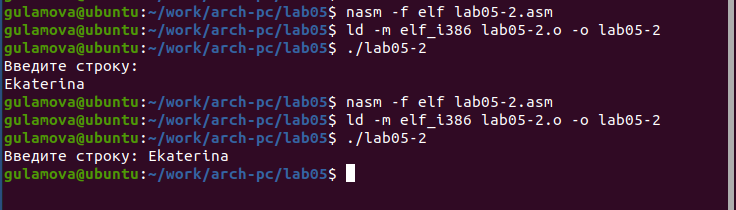 gulamova@ubuntu:~/work/arch-pc/lab05$ nasm -f elf lab05-2.asm
gulamova@ubuntu:~/work/arch-pc/lab05$ ld -m elf_i386 lab05-2.o -o lab05-2
gulamova@ubuntu:~/work/arch-pc/lab05$ ./lab05-2
Введите строку:
Ekaterina
gulamova@ubuntu:~/work/arch-pc/lab05$ nasm -f elf lab05-2.asm
gulamova@ubuntu:~/work/arch-pc/lab05$ ld -m elf_i386 lab05-2.o -o lab05-2
gulamova@ubuntu:~/work/arch-pc/lab05$ ./lab05-2
Введите строку: Ekaterina
gulamova@ubuntu:~/work/arch-pc/lab05$